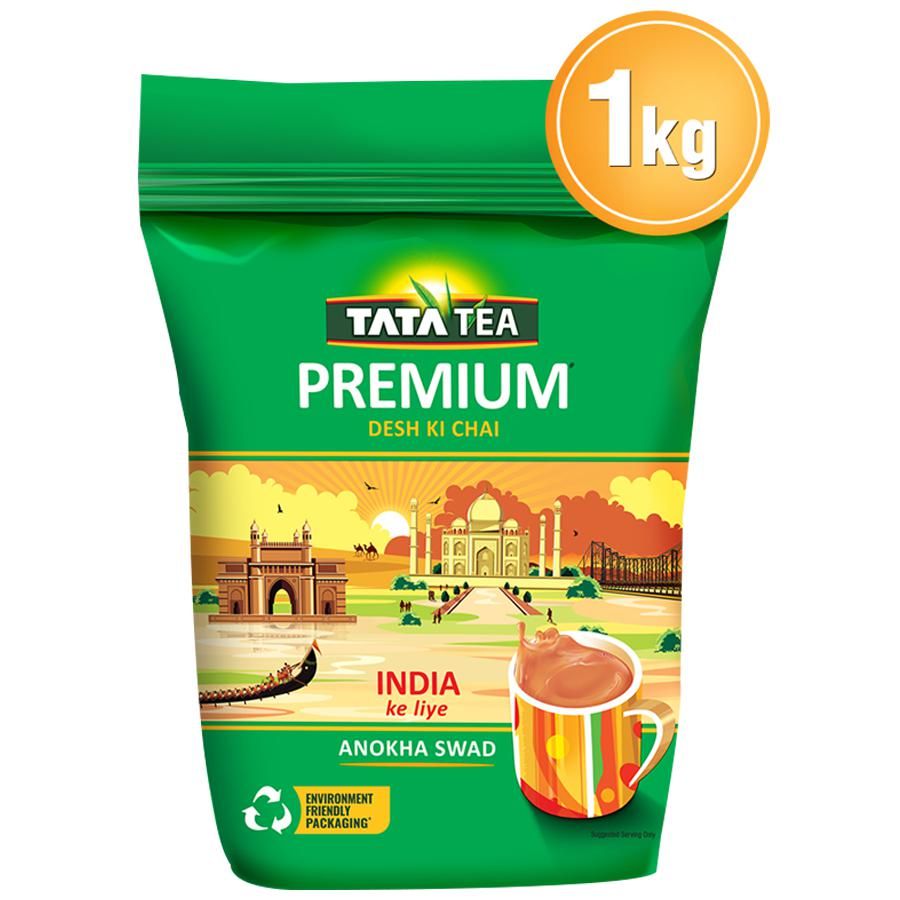 1kg
TATA TEA
PREMIUM
DESH KI CHAI
INDIA
ke liye
ANOKHA SWAD
ENVIRONMENT
FRIENDLY
PACKAGING*
Suggested Serving Only